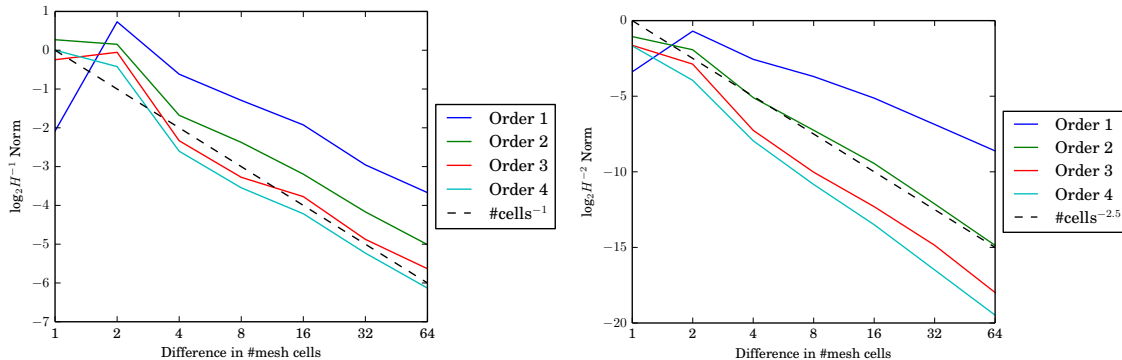 1
0
−1
−2
−3
−4
−5
−6
−7
log₂H⁻¹ Norm
1 2 4 8 16 32 64
Difference in #mesh cells
Order 1
Order 2
Order 3
Order 4
#cells⁻¹
−0
−5
−10
−15
−20
log₂H⁻² Norm
1 2 4 8 16 32 64
Difference in #mesh cells
Order 1
Order 2
Order 3
Order 4
#cells⁻²·⁵